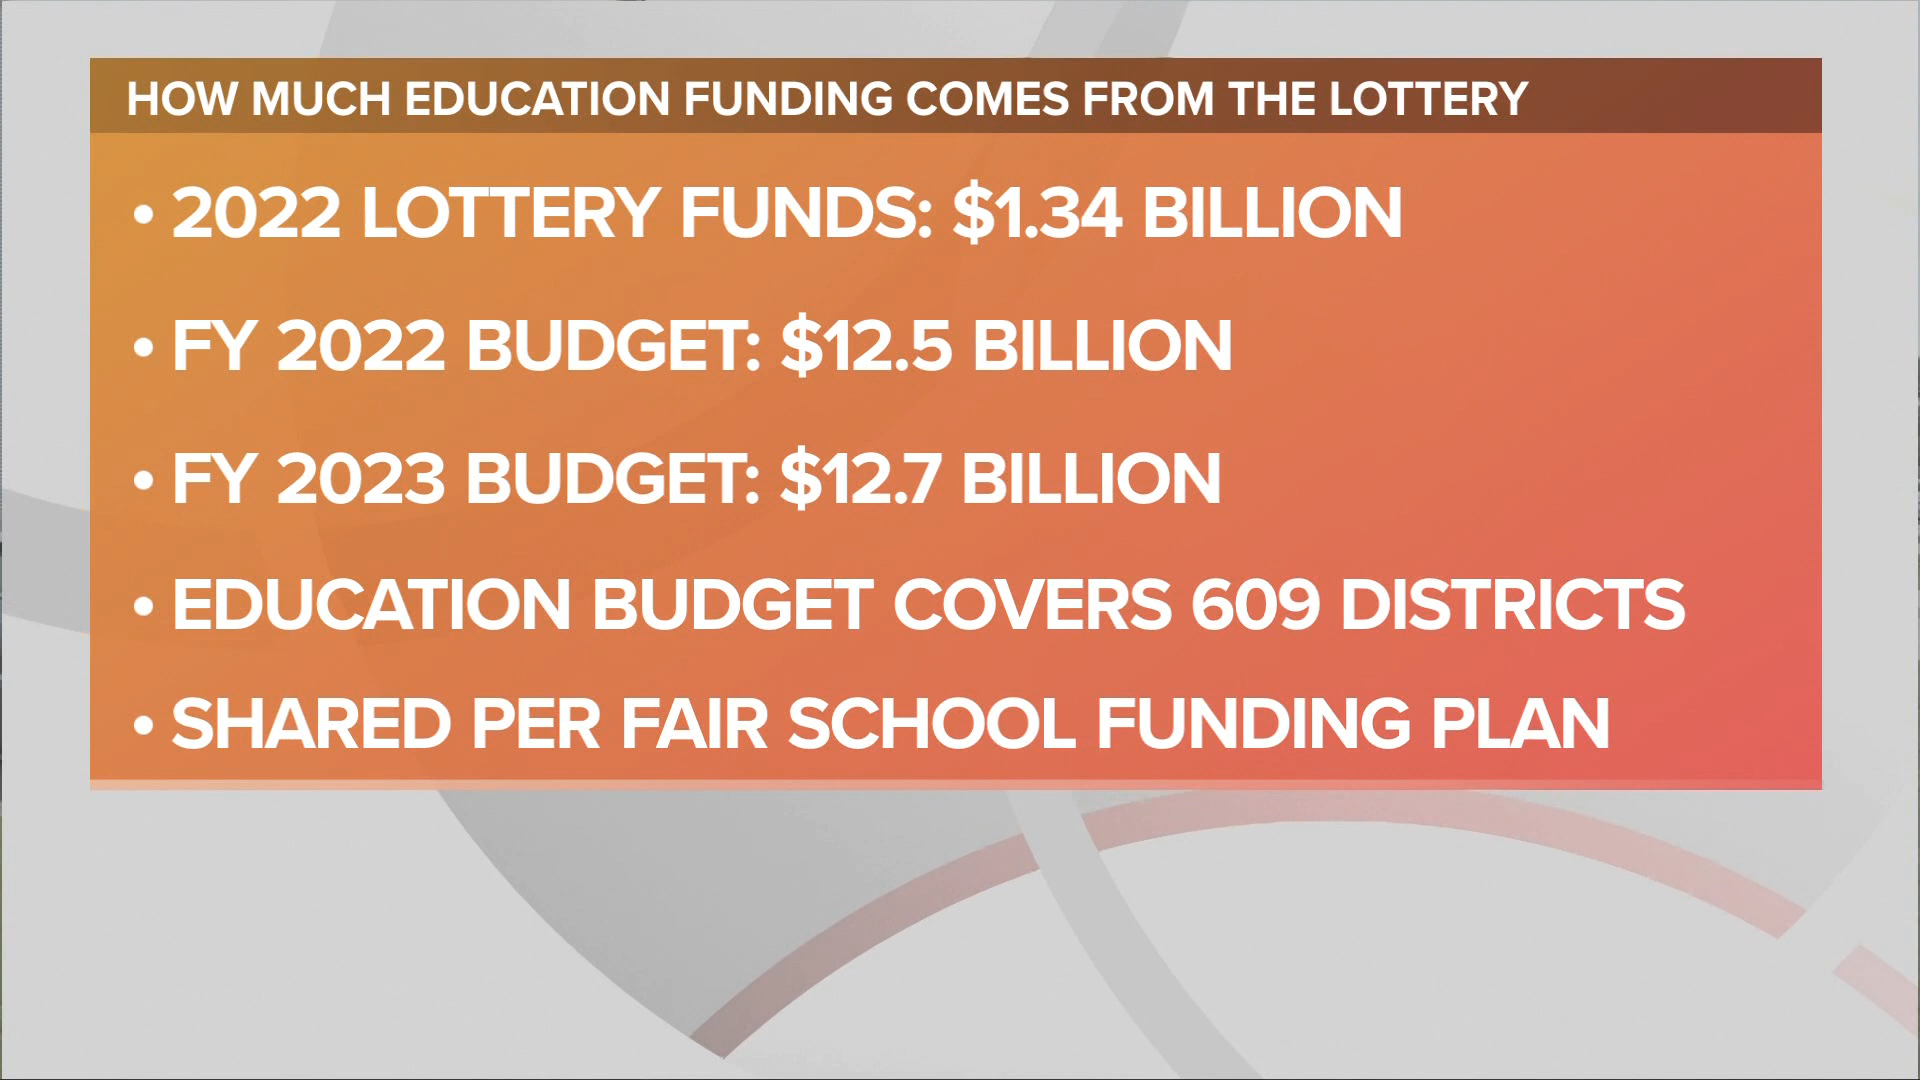 HOW MUCH EDUCATION FUNDING COMES FROM THE LOTTERY
• 2022 LOTTERY FUNDS: $1.34 BILLION
• FY 2022 BUDGET: $12.5 BILLION
• FY 2023 BUDGET: $12.7 BILLION
• EDUCATION BUDGET COVERS 609 DISTRICTS
• SHARED PER FAIR SCHOOL FUNDING PLAN